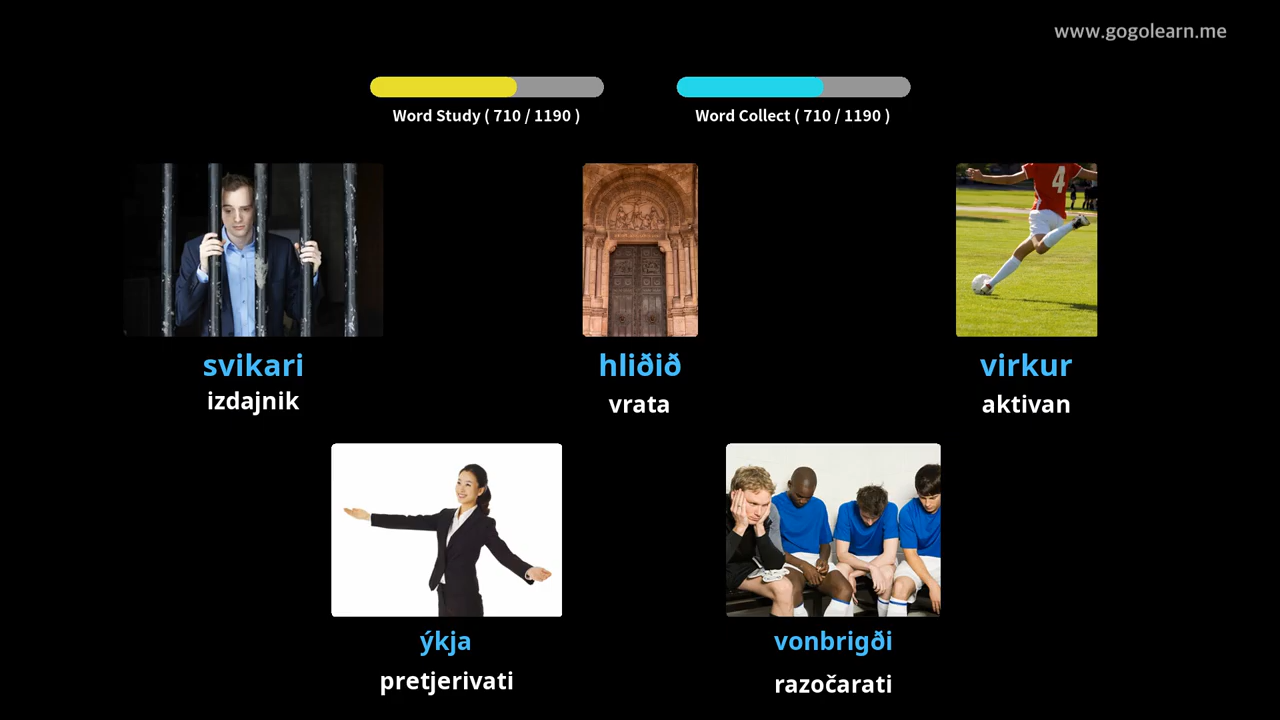 www.gogolearn.me
Word Study ( 710 / 1190 )
Word Collect ( 710 / 1190 )
4
svikari
izdajnik
hliðið
vrata
virkur
aktivan
ýkja
pretjerivati
vonbrigði
razočarati